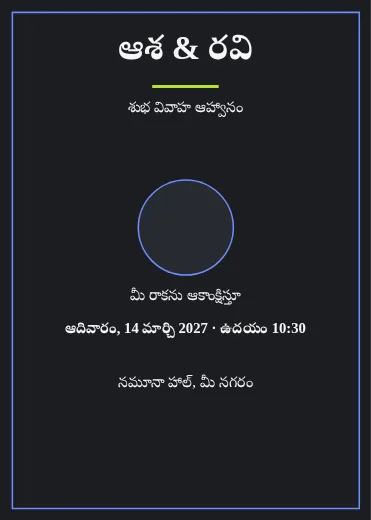 ఆశ & రవి
శుభ వివాహ ఆహ్వానం
మీ రాకను ఆకాంక్షిస్తూ
ఆదివారం, 14 మార్చి 2027 · ఉదయం 10:30
నమూనా హాల్, మీ నగరం